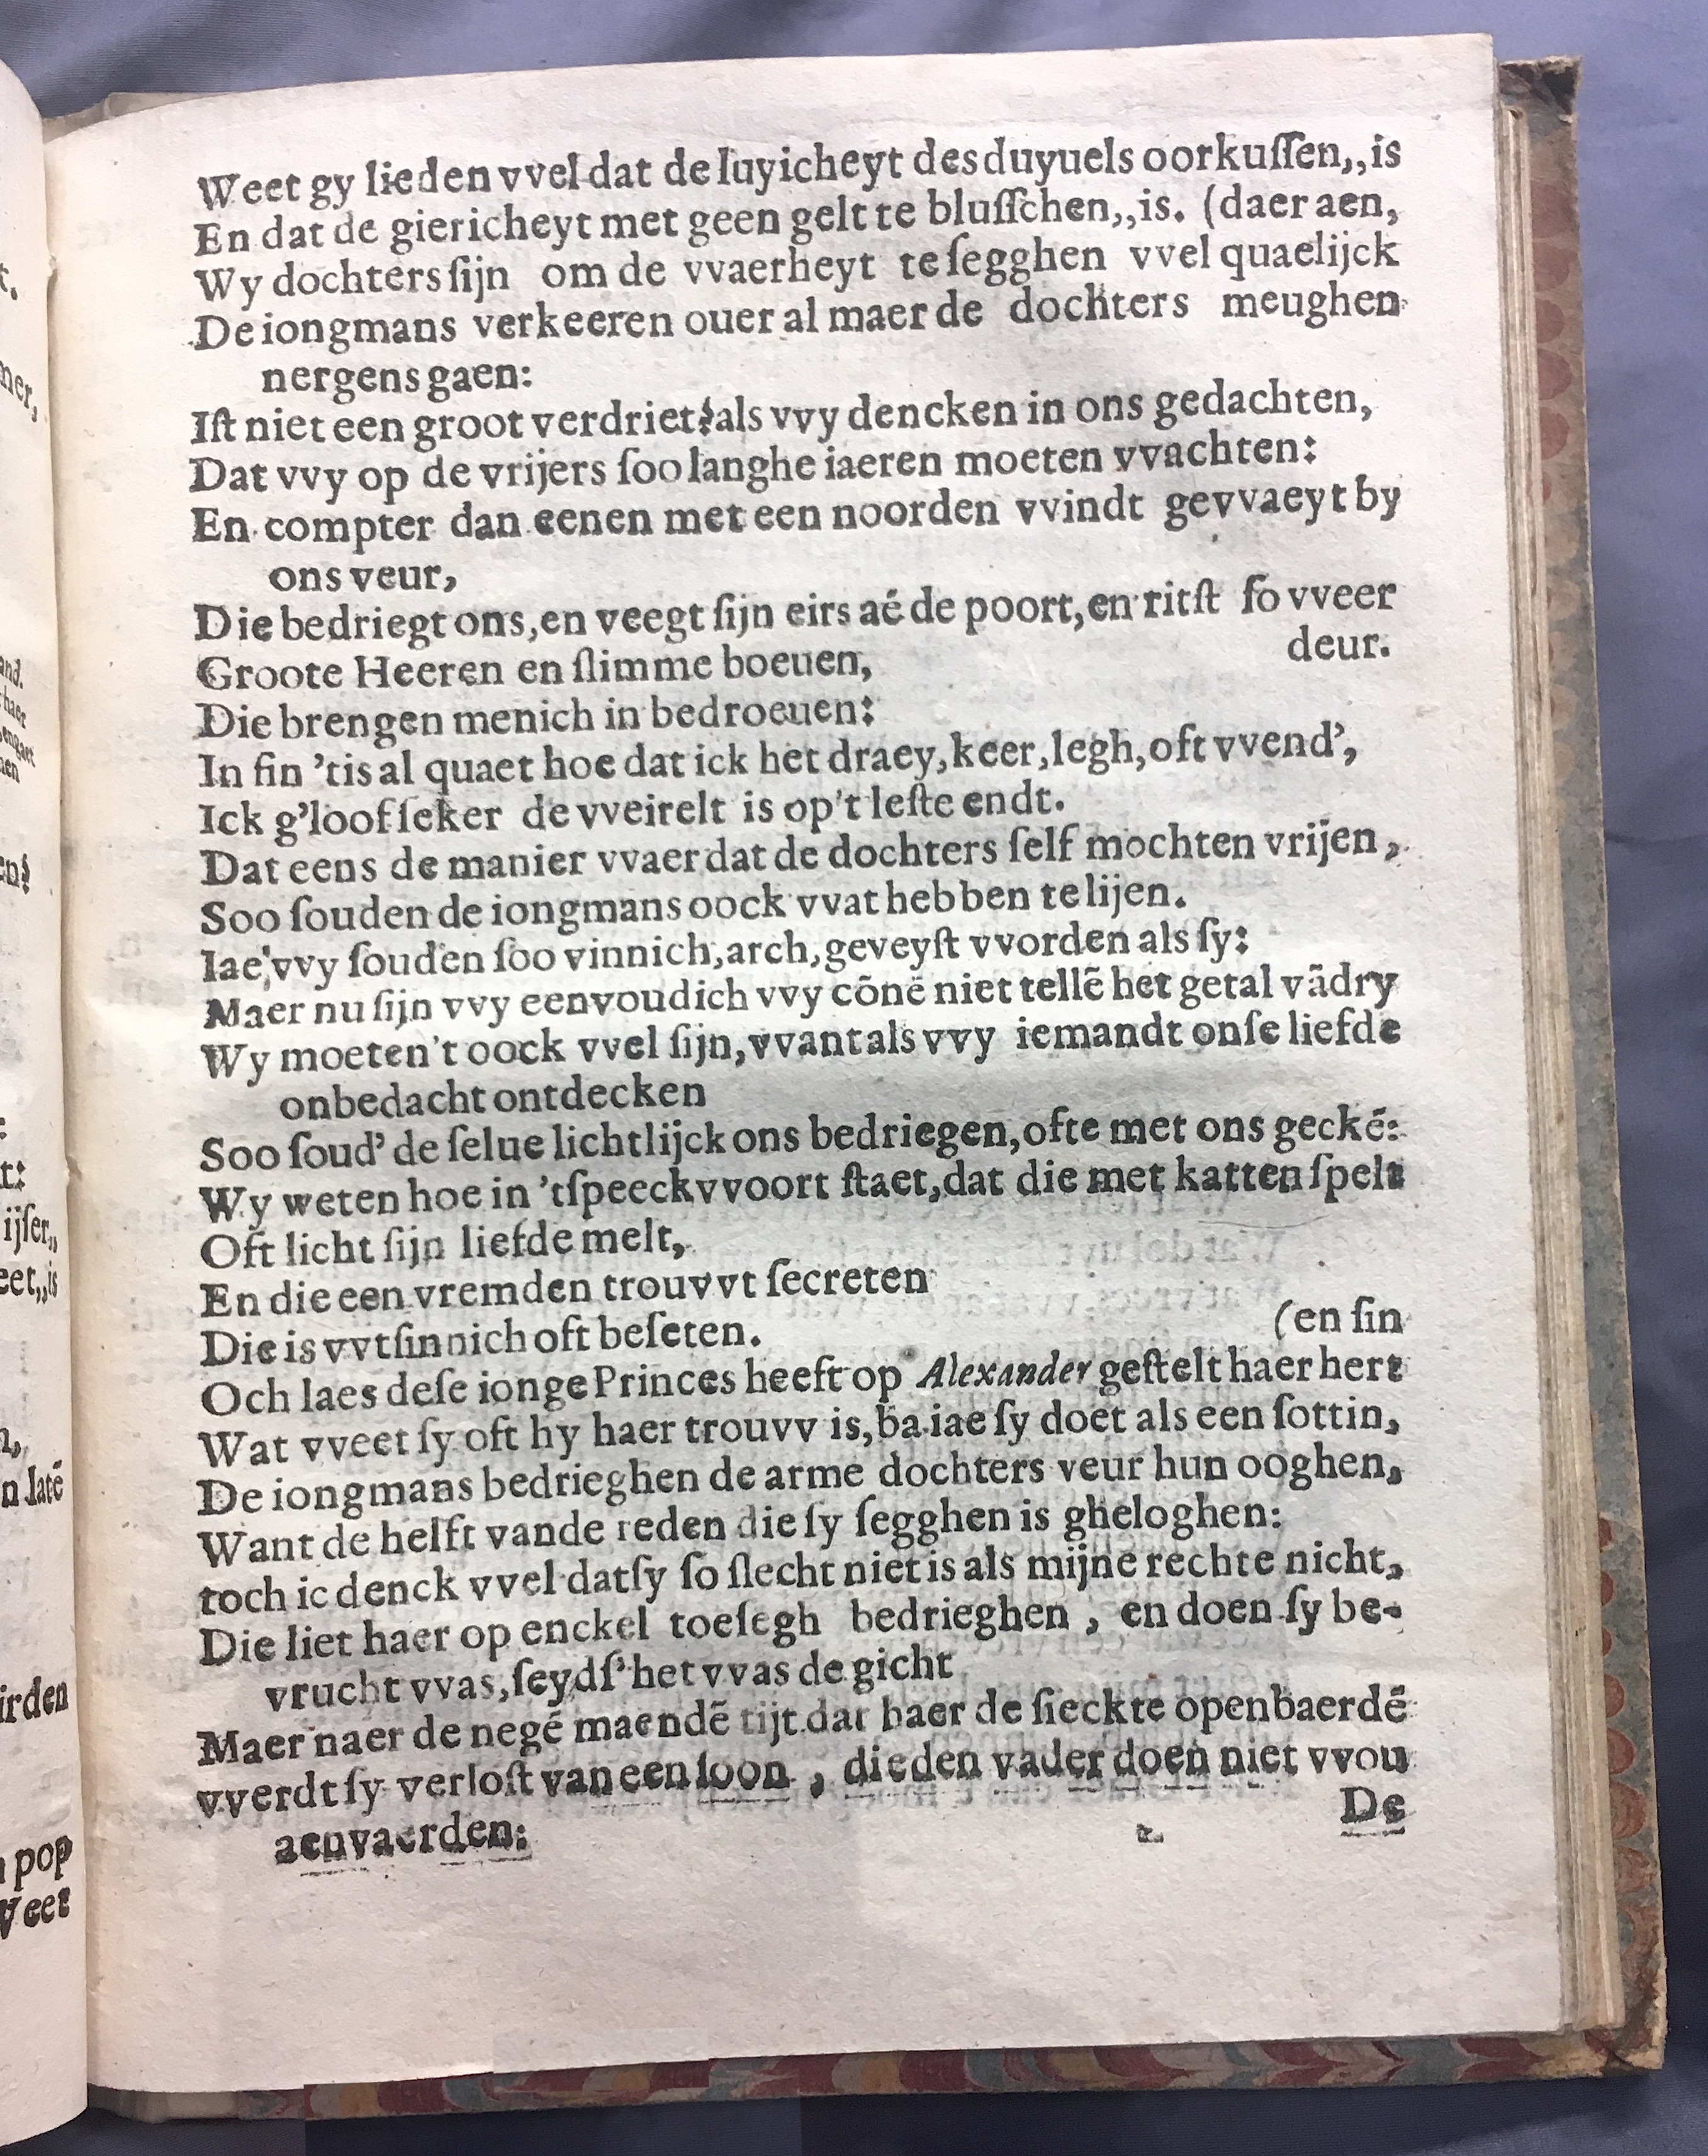 Weet gy lieden vvel dat de luyicheyt des duyuels oorkuſſen,,is
En dat de giericheyt met geen gelt te bluſſchen,,is. (daer aen,
Wy dochters ſijn om de vvaerheyt te ſegghen vvel quaelijck
De iongmans verkeeren ouer al maer de dochters meughen
nergens gaen:
Iſt niet een groot verdriet? als vvy dencken in ons gedachten,
Dat vvy op de vrijers ſoo langhe iaeren moeten vvachten:
En compter dan eenen met een noorden vvindt gevvaeyt by
ons veur,
Die bedriegt ons, en veegt ſijn eirs aẽ de poort, en ritſt ſo vveer
deur.
Groote Heeren en ſlimme boeuen,
Die brengen menich in bedroeuen:
In fin 'tis al quaet hoe dat ick het draey, keer, legh, oft vvend',
Ick g'loof ſeker de vveirelt is op't leſte endt.
Dat eens de manier vvaer dat de dochters ſelf mochten vrijen,
Soo ſouden de iongmans oock vvat hebben te lijen.
Iae, vvy ſouden ſoo vinnich, arch, geveyſt vvorden als ſy:
Maer nu ſijn vvy eenvoudich vvy cõnẽ niet tellẽ het getal vã dry
Wy moeten't oock vvel ſijn, vvant als vvy iemandt onſe liefde
onbedacht ontdecken
Soo ſoud' de ſelue lichtlijck ons bedriegen, ofte met ons geckẽ:
Wy weten hoe in 'tſpeeckvvoort ſtaet, dat die met katten ſpelt
Oft licht ſijn liefde melt,
En die een vremden trouvvt ſecreten
Die is vvtſinnich oft beſeten.
(en ſin
Och laes deſe ionge Princes heeft op Alexander geſtelt haer hert
Wat vveet ſy oft hy haer trouvv is, ba iae ſy doet als een ſottin,
De iongmans bedrieghen de arme dochters veur hun ooghen,
Want de helft vande reden die ſy ſegghen is gheloghen:
toch ic denck vvel datſy ſo ſlecht niet is als mijne rechte nicht,
Die liet haer op enckel toeſegh bedrieghen, en doen ſy be-
vrucht vvas, ſeydſ' het vvas de gicht
Maer naer de negẽ maendẽ tijt dat haer de ſieckte openbaerdẽ
vverdt ſy verloſt van een ſoon, die den vader doen niet vvou
aenvaerden:
De